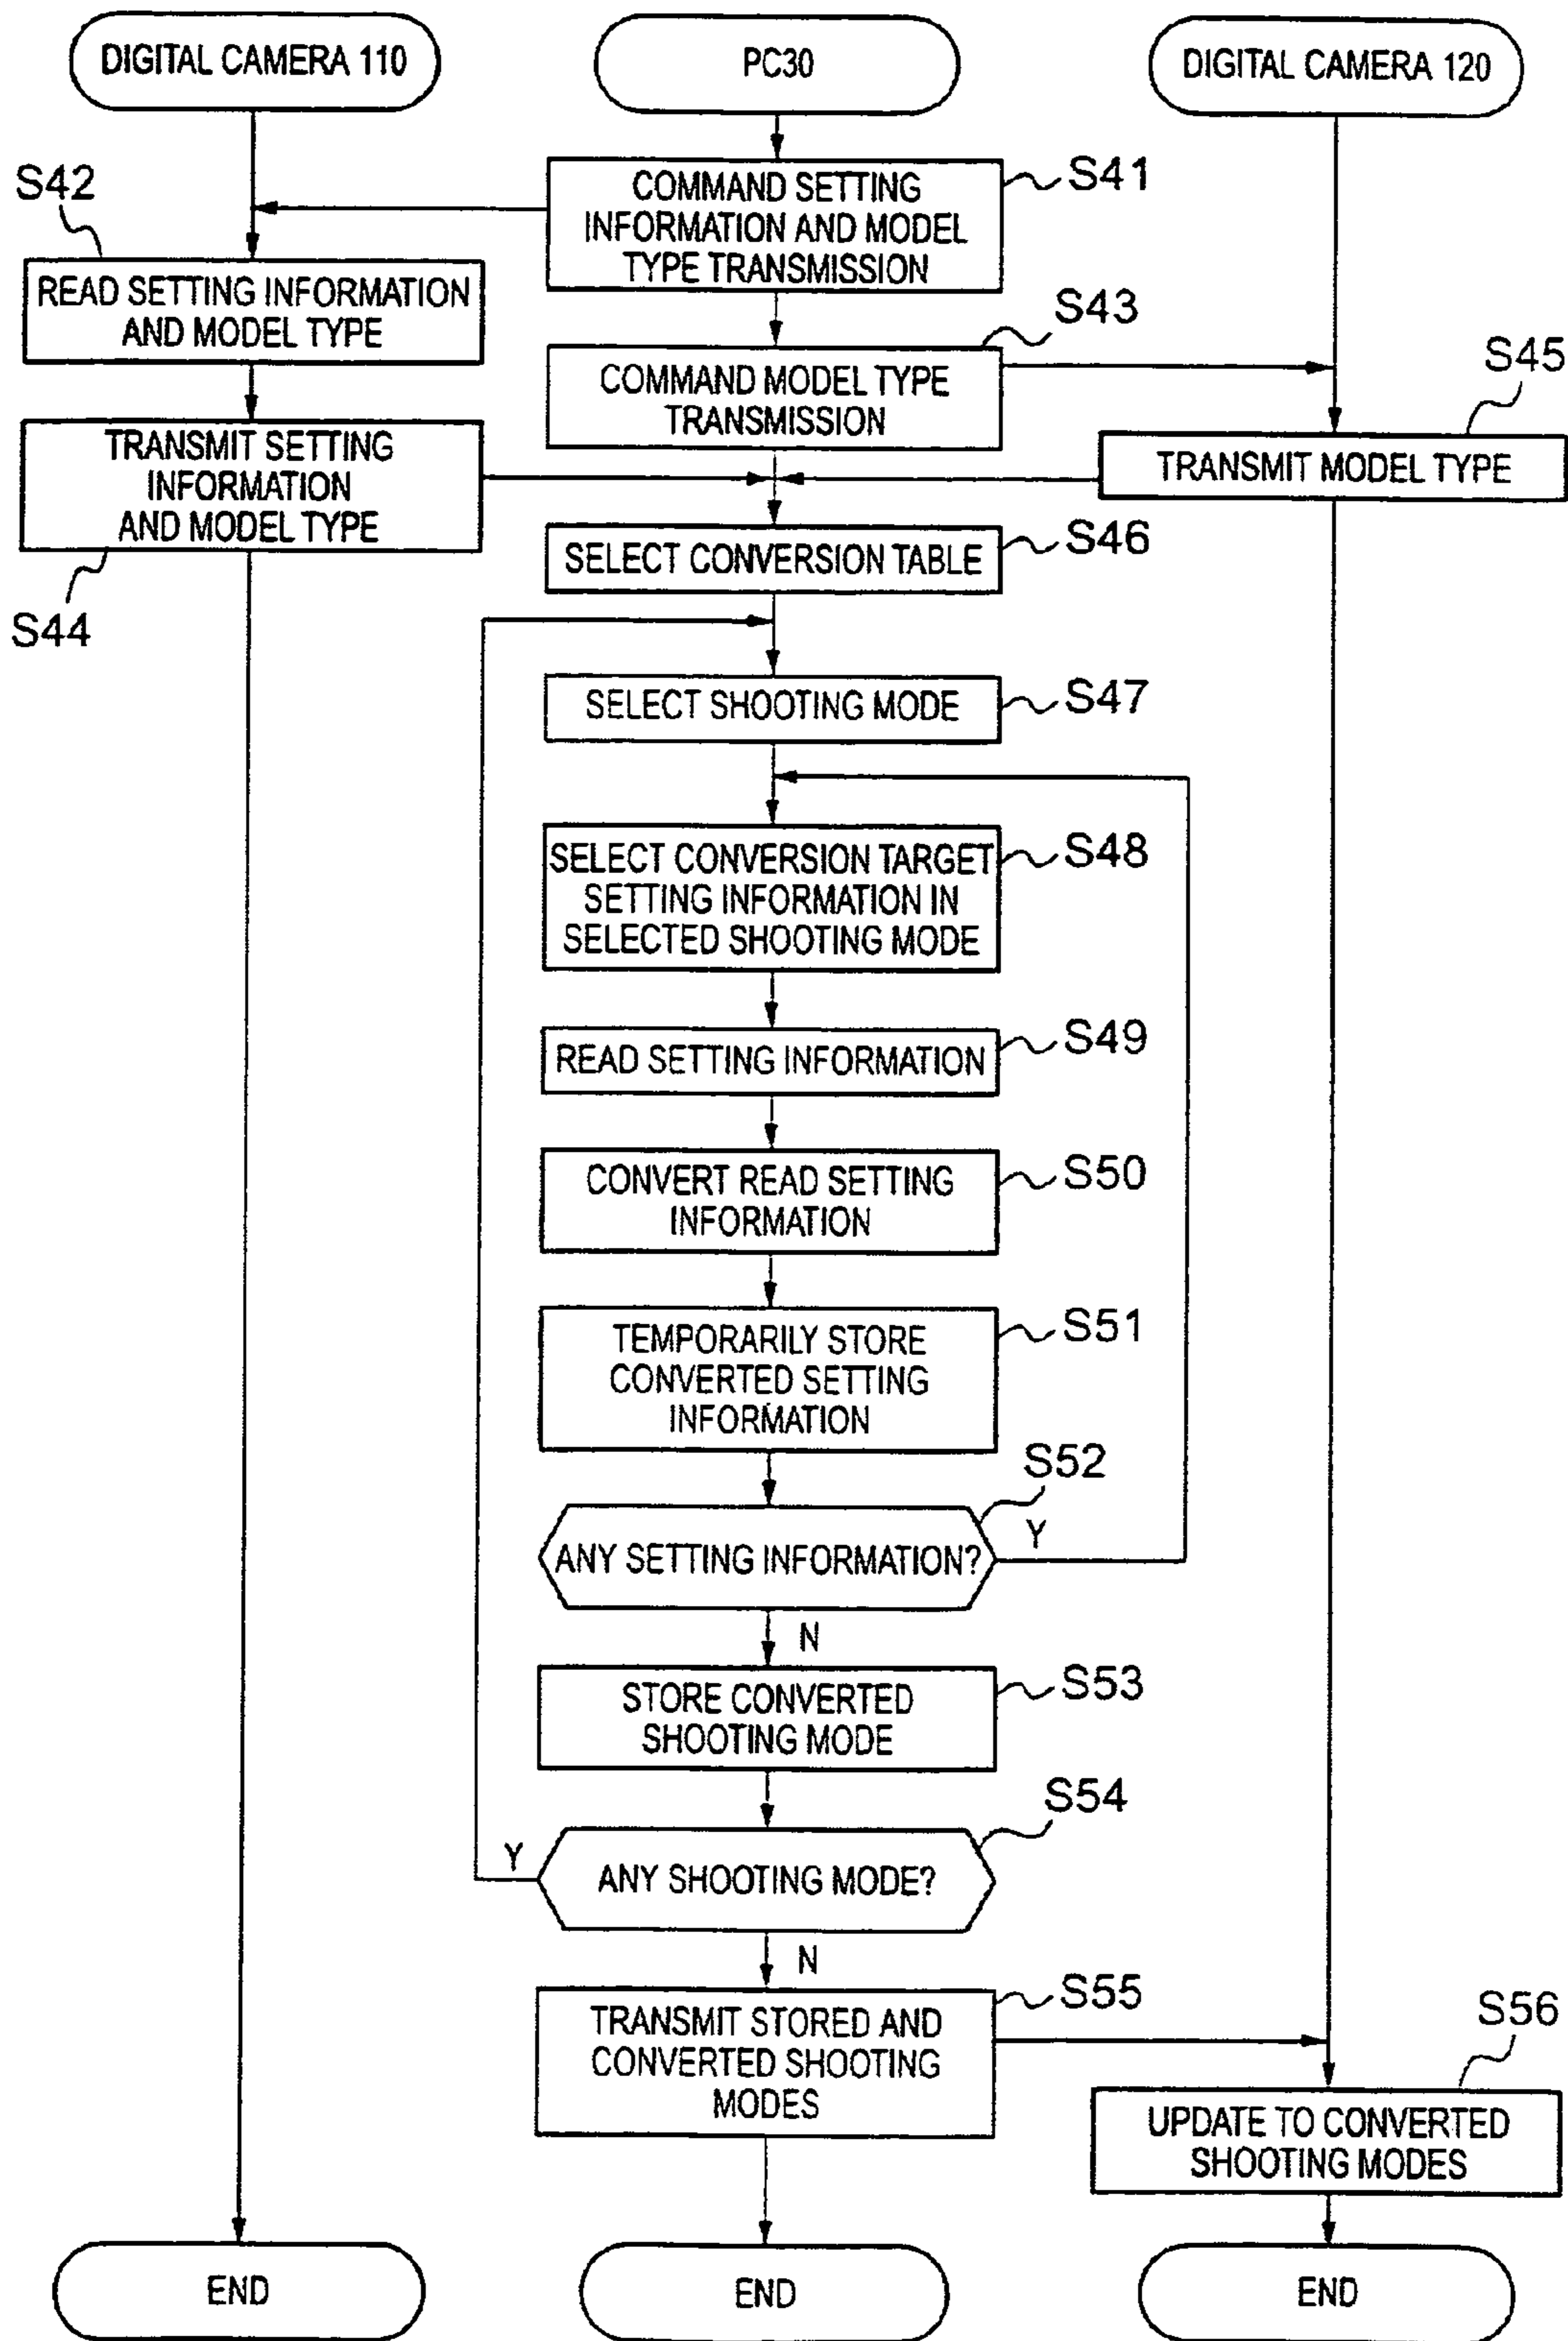 DIGITAL CAMERA 110
PC30
DIGITAL CAMERA 120
S41
COMMAND SETTING
INFORMATION AND MODEL
TYPE TRANSMISSION
S42
READ SETTING INFORMATION
AND MODEL TYPE
S43
COMMAND MODEL TYPE
TRANSMISSION
S45
TRANSMIT MODEL TYPE
TRANSMIT SETTING
INFORMATION
AND MODEL TYPE
S44
S46
SELECT CONVERSION TABLE
SELECT SHOOTING MODE
S47
SELECT CONVERSION TARGET
SETTING INFORMATION IN
SELECTED SHOOTING MODE
S48
READ SETTING INFORMATION
S49
CONVERT READ SETTING
INFORMATION
S50
TEMPORARILY STORE
CONVERTED SETTING
INFORMATION
S51
S52
ANY SETTING INFORMATION?
Y
N
STORE CONVERTED
SHOOTING MODE
S53
S54
Y
ANY SHOOTING MODE?
N
S55
TRANSMIT STORED AND
CONVERTED SHOOTING
MODES
S56
UPDATE TO CONVERTED
SHOOTING MODES
END
END
END